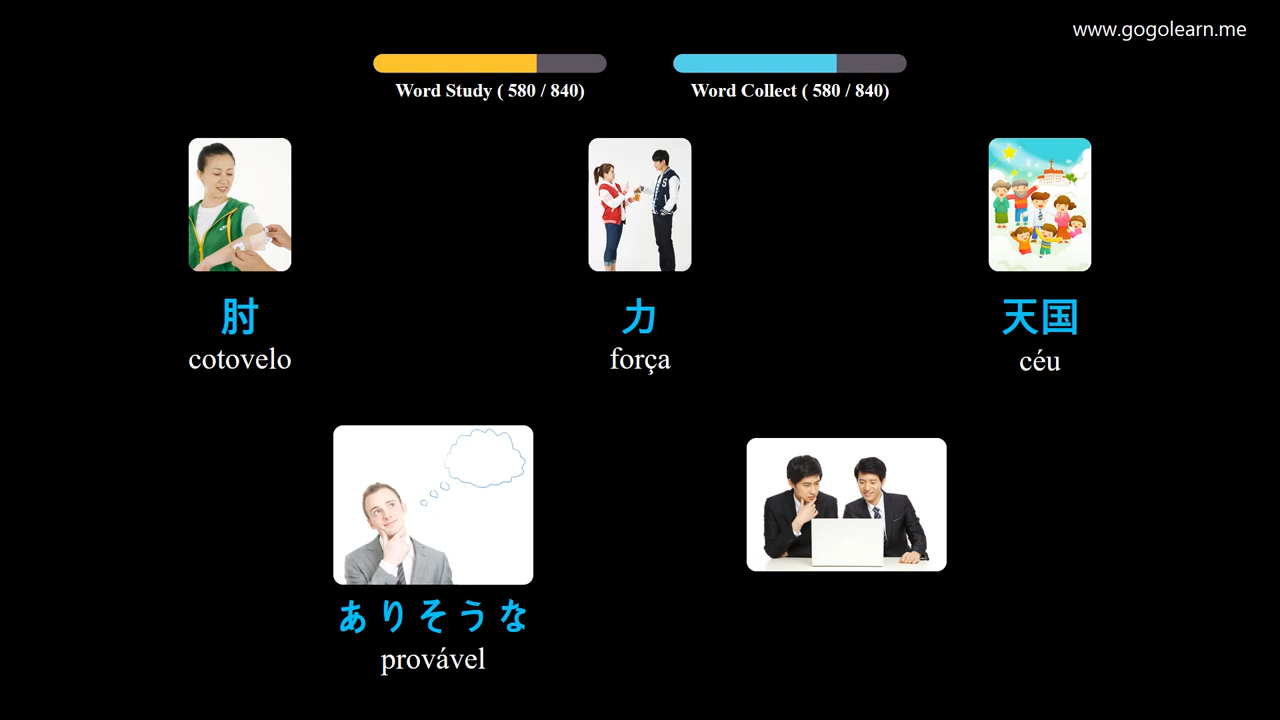 www.gogolearn.me
Word Study ( 580 / 840)
Word Collect ( 580 / 840)
肘
cotovelo
力
força
天国
céu
ありそうな
provável